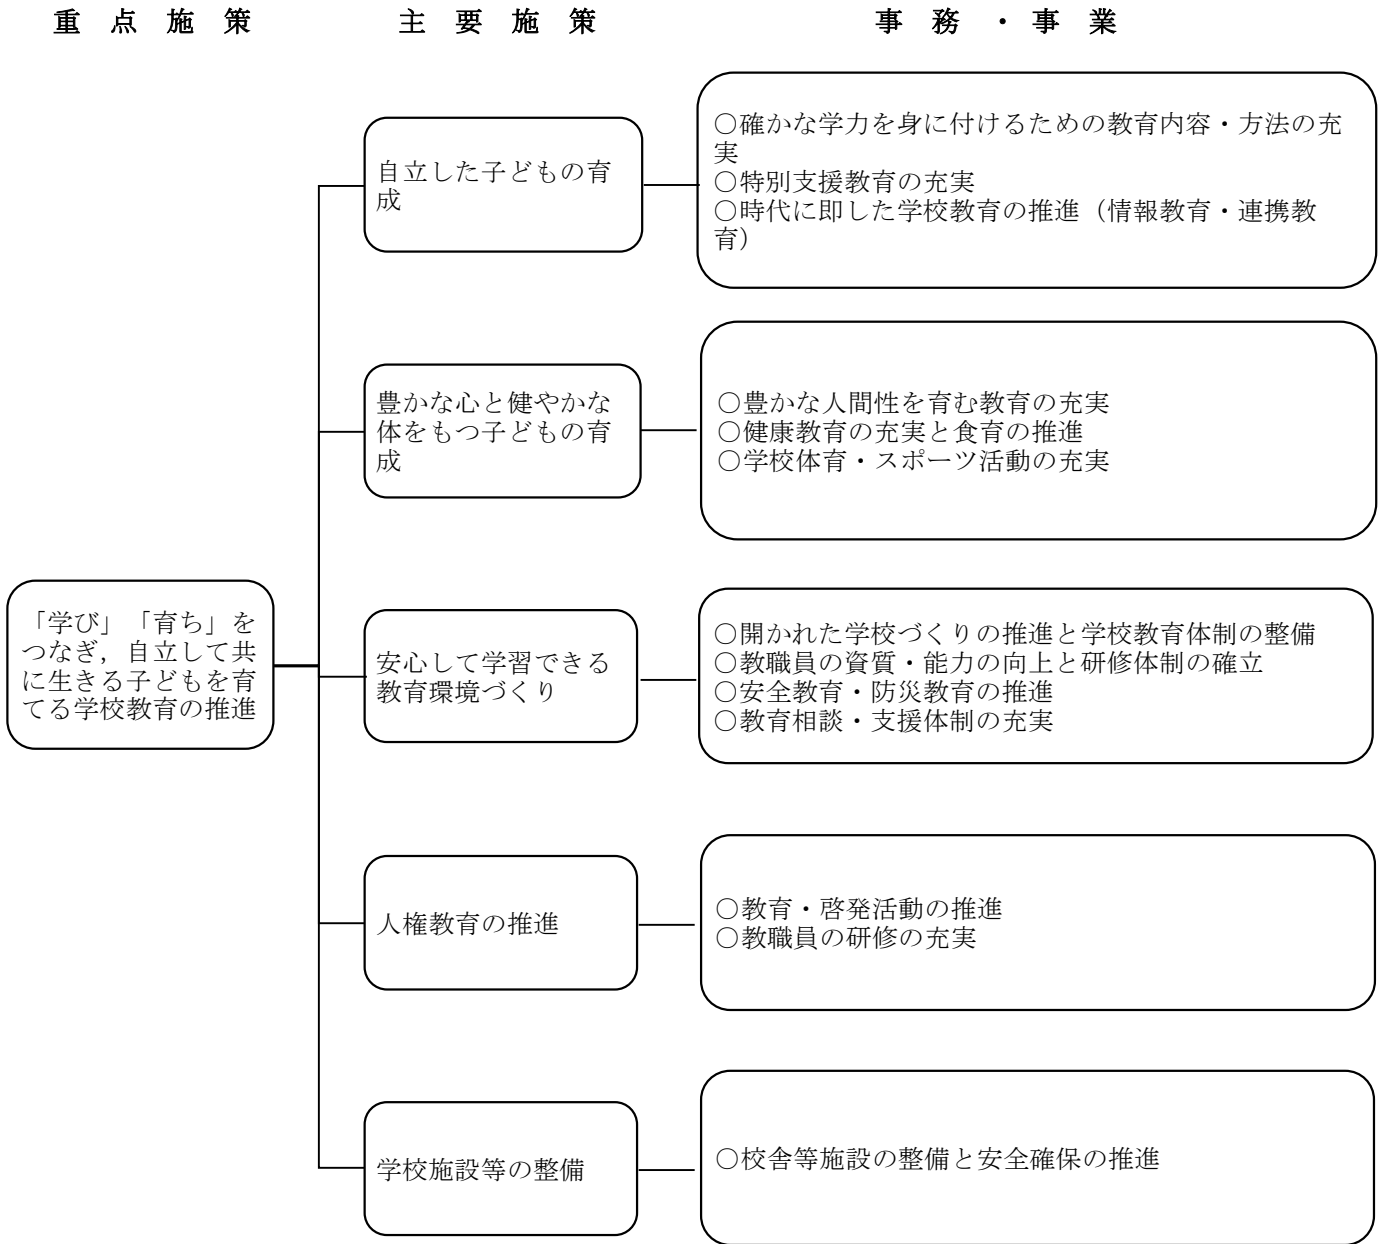 重点施策
主要施策
事務・事業
「学び」「育ち」を
つなぎ，自立して共
に生きる子どもを育
てる学校教育の推進
自立した子どもの育
成
○確かな学力を身に付けるための教育内容・方法の充
実
○特別支援教育の充実
○時代に即した学校教育の推進（情報教育・連携教
育）
豊かな心と健やかな
体をもつ子どもの育
成
○豊かな人間性を育む教育の充実
○健康教育の充実と食育の推進
○学校体育・スポーツ活動の充実
安心して学習できる
教育環境づくり
○開かれた学校づくりの推進と学校教育体制の整備
○教職員の資質・能力の向上と研修体制の確立
○安全教育・防災教育の推進
○教育相談・支援体制の充実
人権教育の推進
○教育・啓発活動の推進
○教職員の研修の充実
学校施設等の整備
○校舎等施設の整備と安全確保の推進